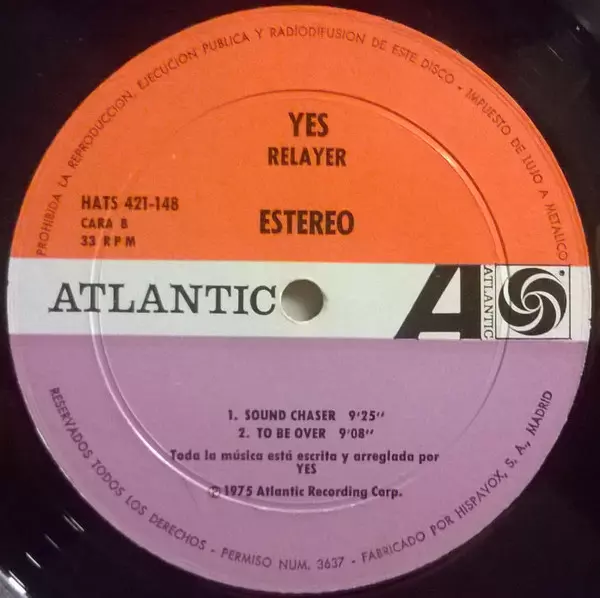 PROHIBIDA LA REPRODUCCION, EJECUCION PUBLICA Y RADIODIFUSION DE ESTE DISCO - IMPUESTO DE LUJO A METALICO
YES
RELAYER
HATS 421-148
CARA B
33 RPM
ESTEREO
ATLANTIC
A
ATLANTIC
1. SOUND CHASER 9'25"
2. TO BE OVER 9'08"
Toda la música está escrita y arreglada por
YES
℗ 1975 Atlantic Recording Corp.
RESERVADOS TODOS LOS DERECHOS - PERMISO NUM. 3637 - FABRICADO POR HISPAVOX, S. A., MADRID